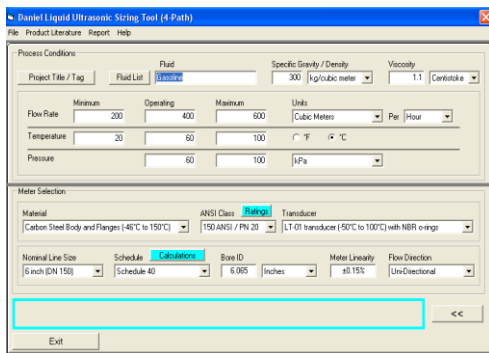 Daniel Liquid Ultrasonic Sizing Tool (4-Path)
File Product Literature Report Help
Process Conditions
Fluid Specific Gravity / Density Viscosity
Project Title / Tag Fluid List Gasoline 300 kg/cubic meter 1.1 Centistoke
Minimum Operating Maximum Units
Flow Rate 200 400 600 Cubic Meters Per Hour
Temperature 20 60 100 °F °C
Pressure 60 100 kPa
Meter Selection
Material ANSI Class Ratings Transducer
Carbon Steel Body and Flanges (-46°C to 150°C) 150 ANSI / PN 20 LT-01 transducer (-50°C to 100°C) with NBR o-rings
Nominal Line Size Schedule Calculations Bore ID Meter Linearity Flow Direction
6 inch (DN 150) Schedule 40 6.065 Inches ±0.15% Uni-Directional
<<
Exit